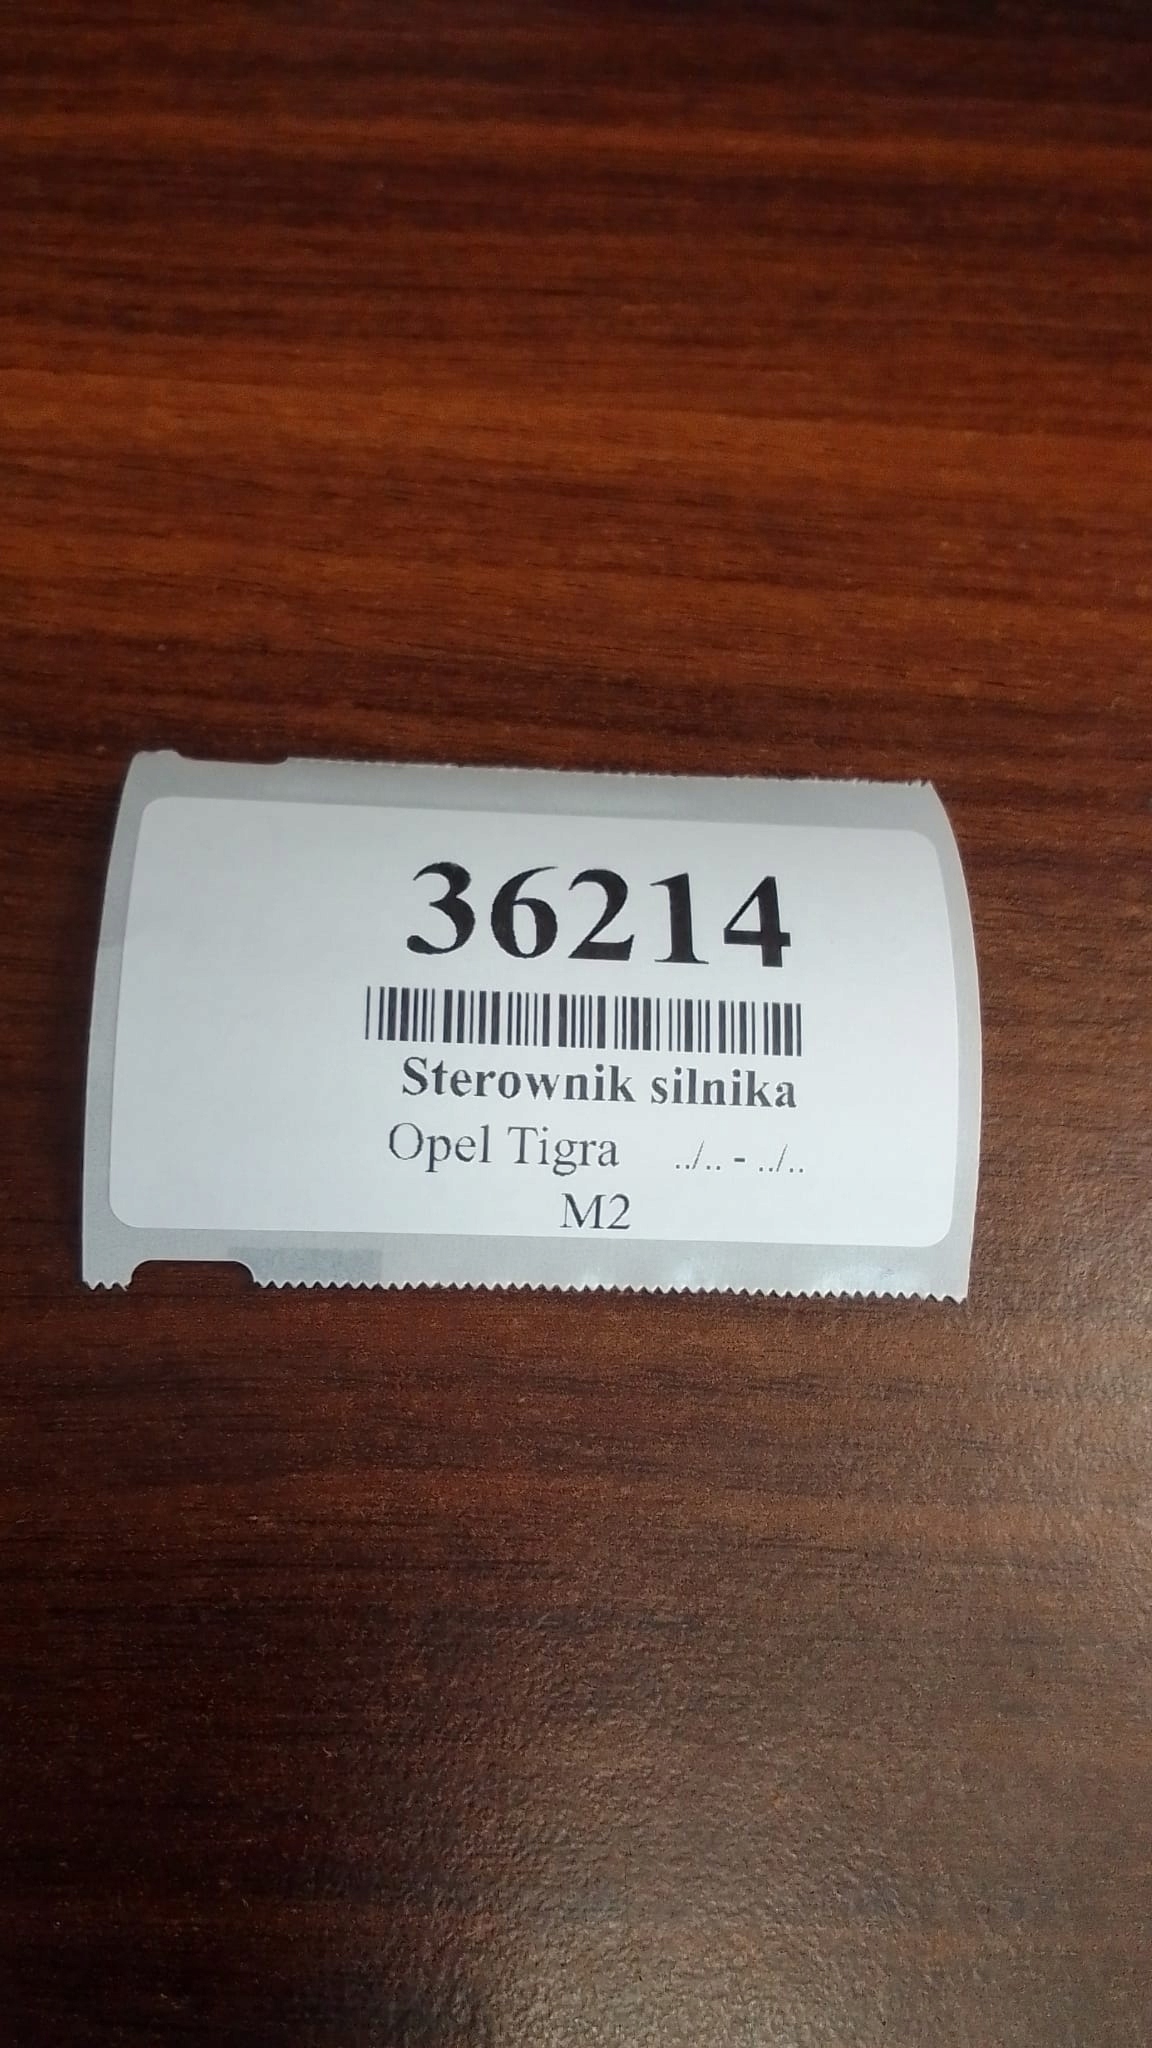 36214
Sterownik silnika
Opel Tigra ../.. - ../..
M2